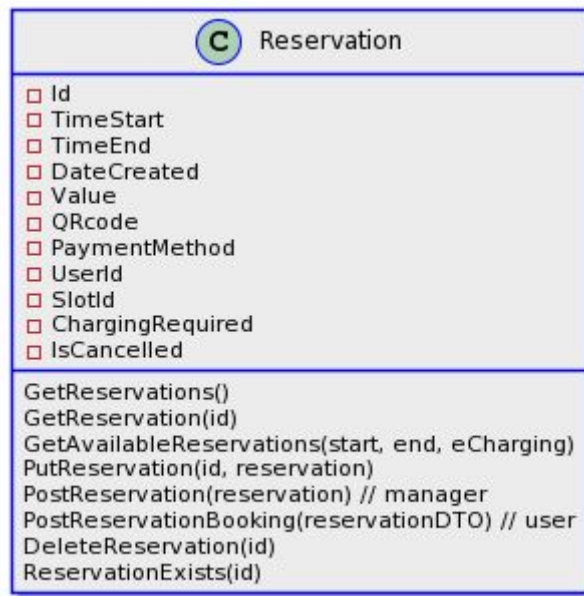 C Reservation
Id
TimeStart
TimeEnd
DateCreated
Value
QRcode
PaymentMethod
UserId
SlotId
ChargingRequired
IsCancelled
GetReservations()
GetReservation(id)
GetAvailableReservations(start, end, eCharging)
PutReservation(id, reservation)
PostReservation(reservation) // manager
PostReservationBooking(reservationDTO) // user
DeleteReservation(id)
ReservationExists(id)